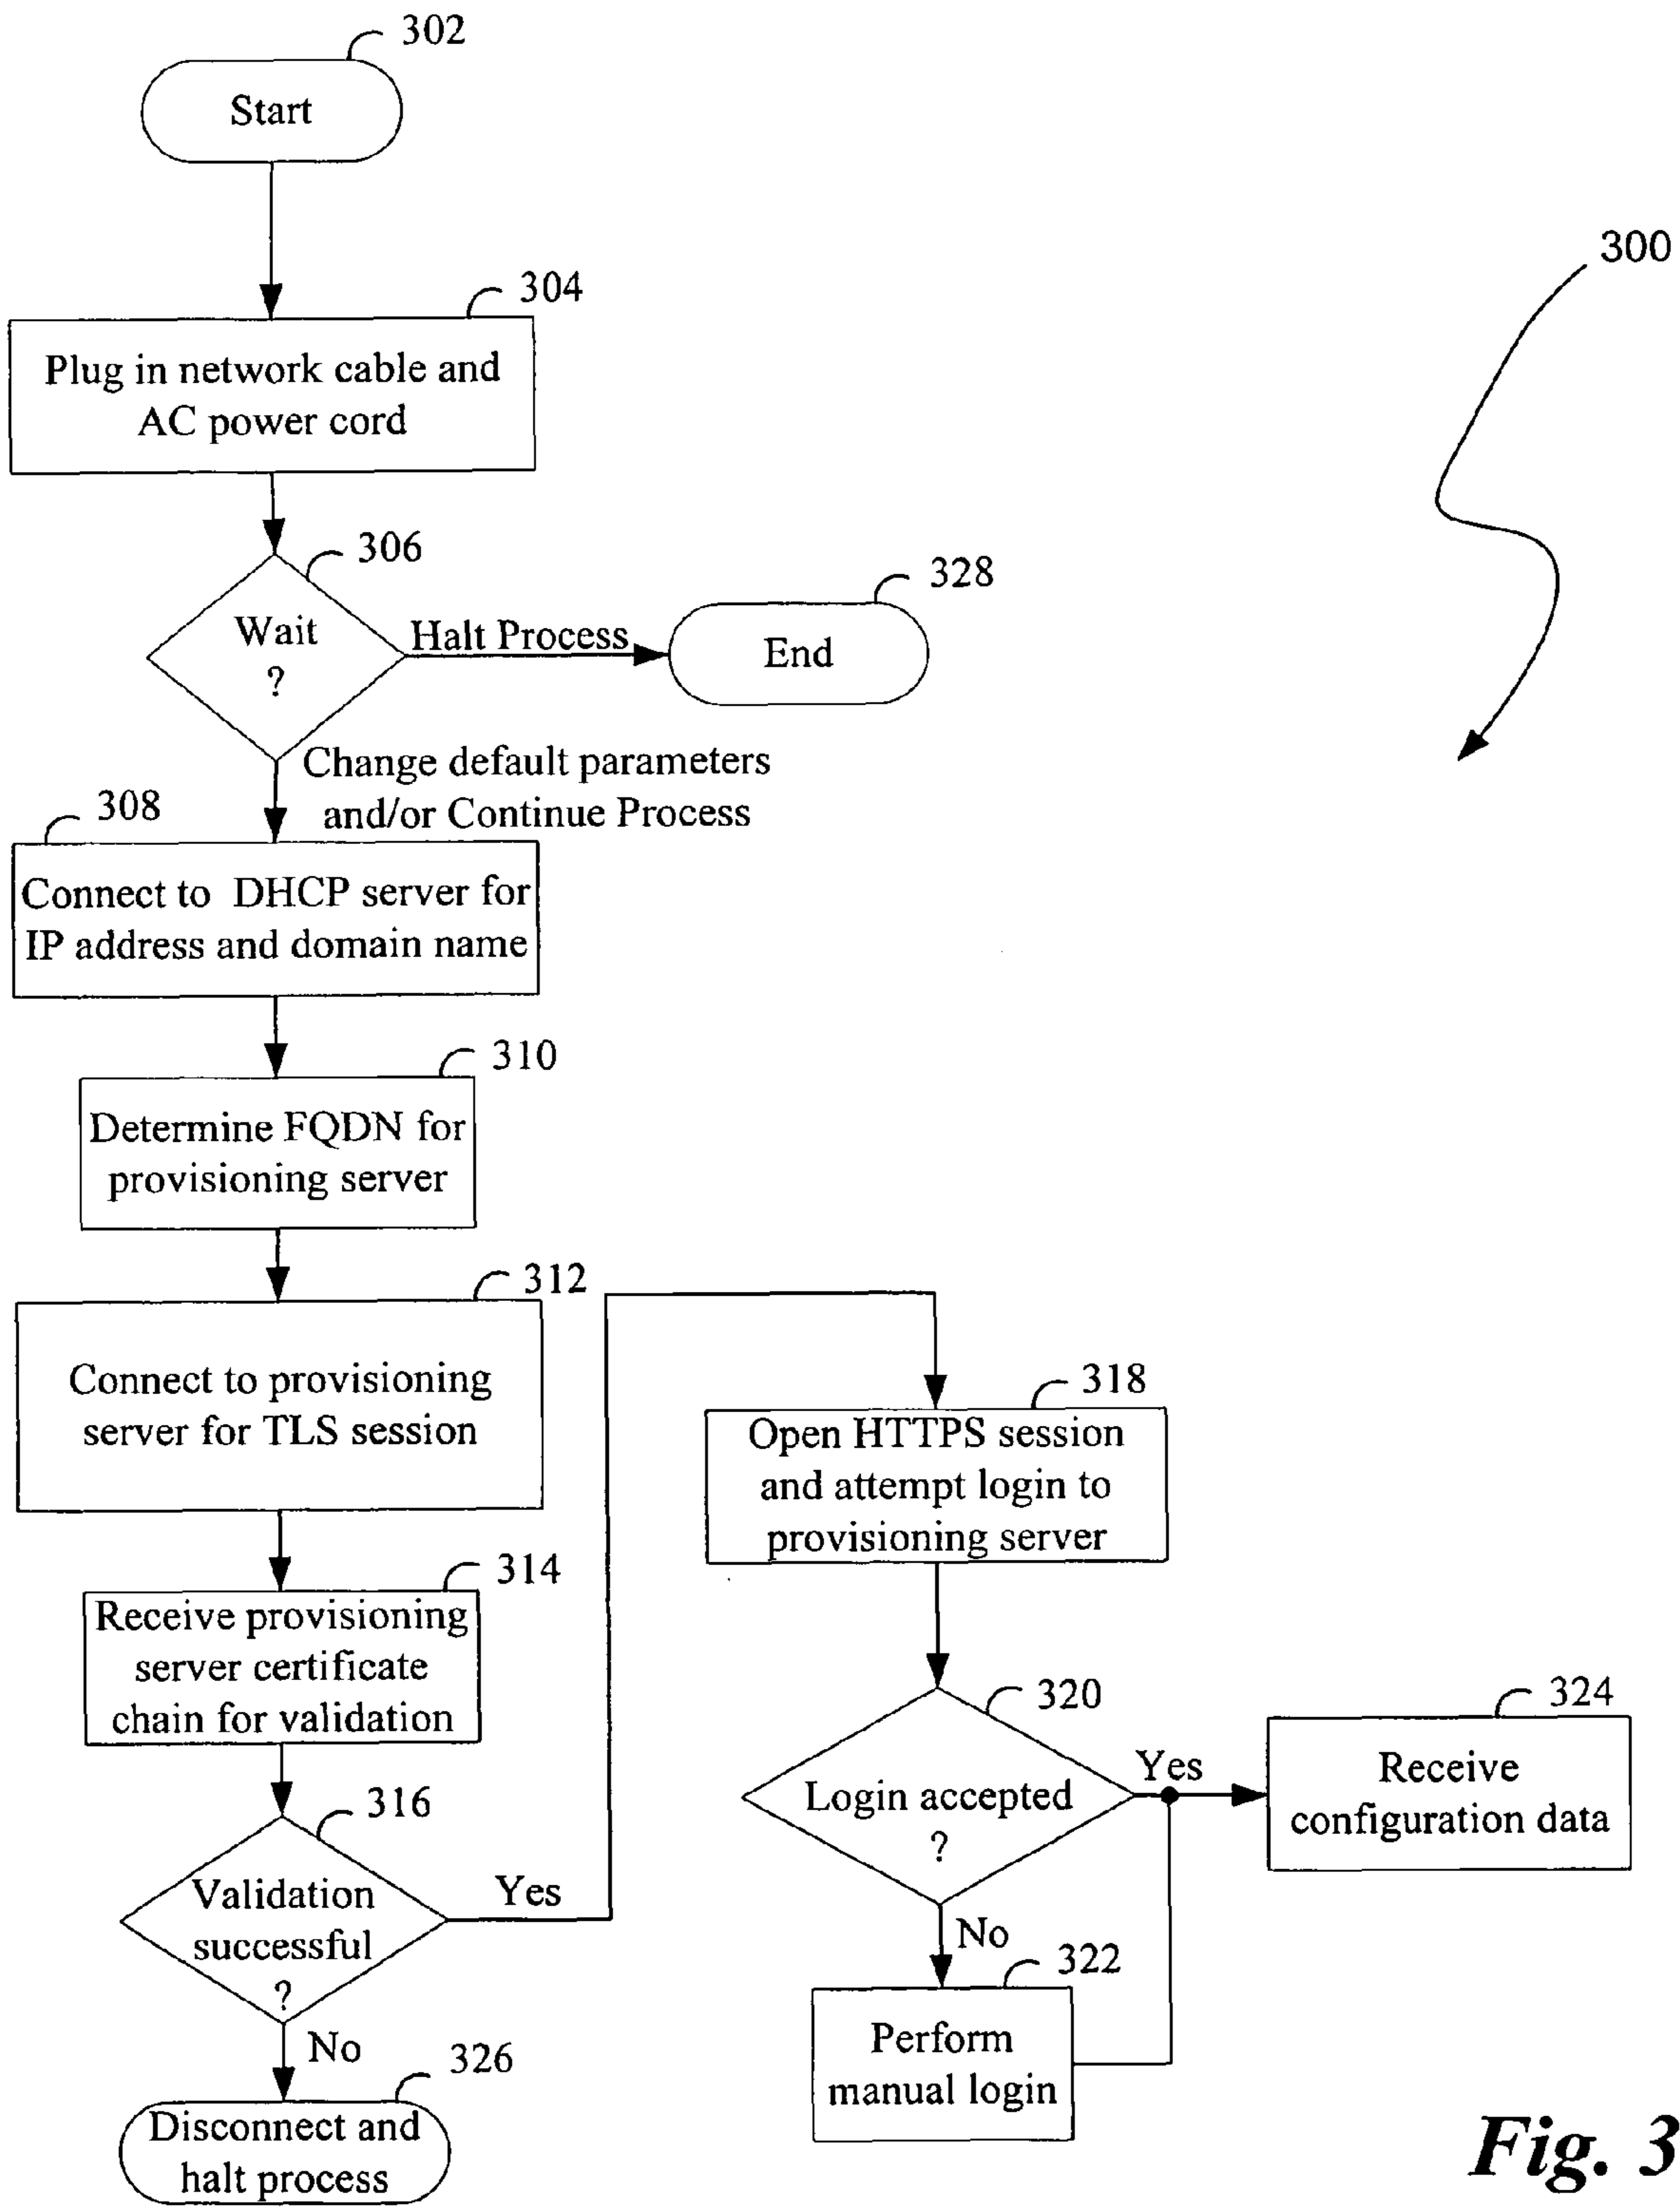 302
Start
300
304
Plug in network cable and
AC power cord
306
Wait
?
Halt Process
328
End
Change default parameters
and/or Continue Process
308
Connect to DHCP server for
IP address and domain name
310
Determine FQDN for
provisioning server
312
Connect to provisioning
server for TLS session
314
Receive provisioning
server certificate
chain for validation
316
Validation
successful
?
Yes
No
326
Disconnect and
halt process
318
Open HTTPS session
and attempt login to
provisioning server
320
Login accepted
?
Yes
No
322
Perform
manual login
324
Receive
configuration data
Fig. 3